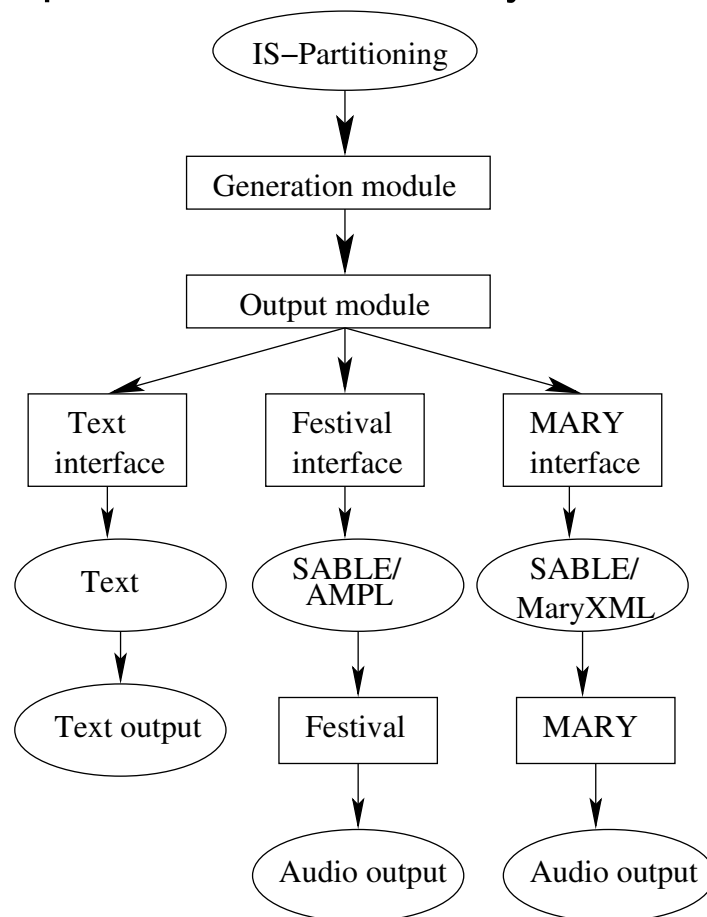 IS–Partitioning
Generation module
Output module
Text
interface
Festival
interface
MARY
interface
Text
SABLE/
AMPL
SABLE/
MaryXML
Text output
Festival
MARY
Audio output
Audio output